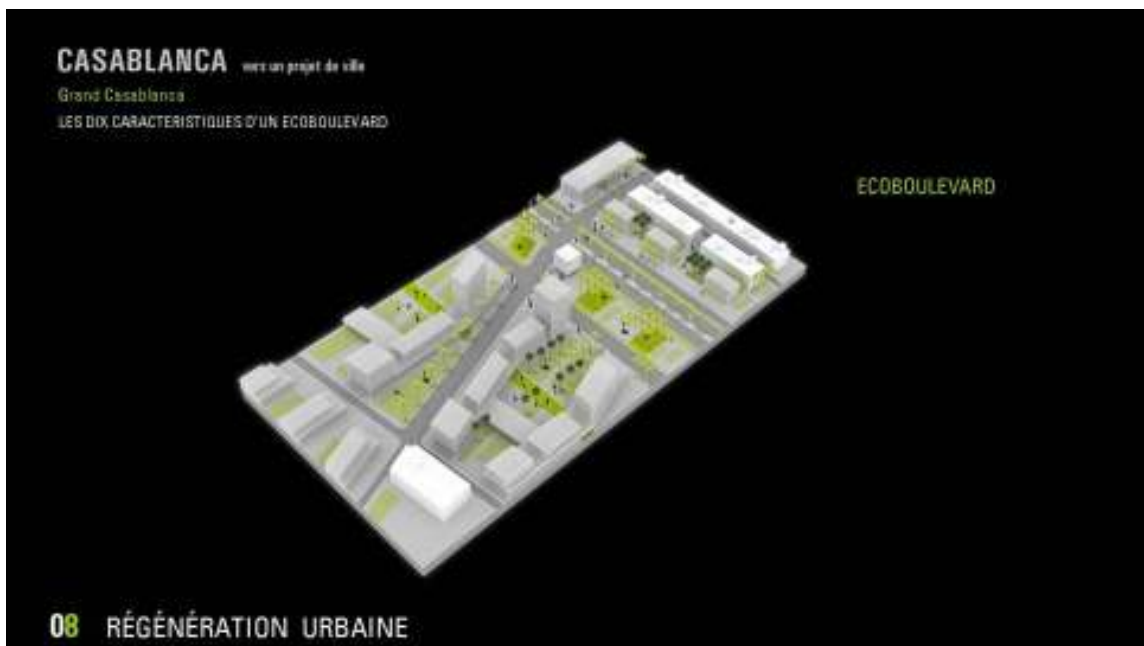 CASABLANCA vers un projet de ville
Grand Casablanca
LES DIX CARACTERISTIQUES D'UN ECOBOULEVARD
ECOBOULEVARD
08 RÉGÉNÉRATION URBAINE